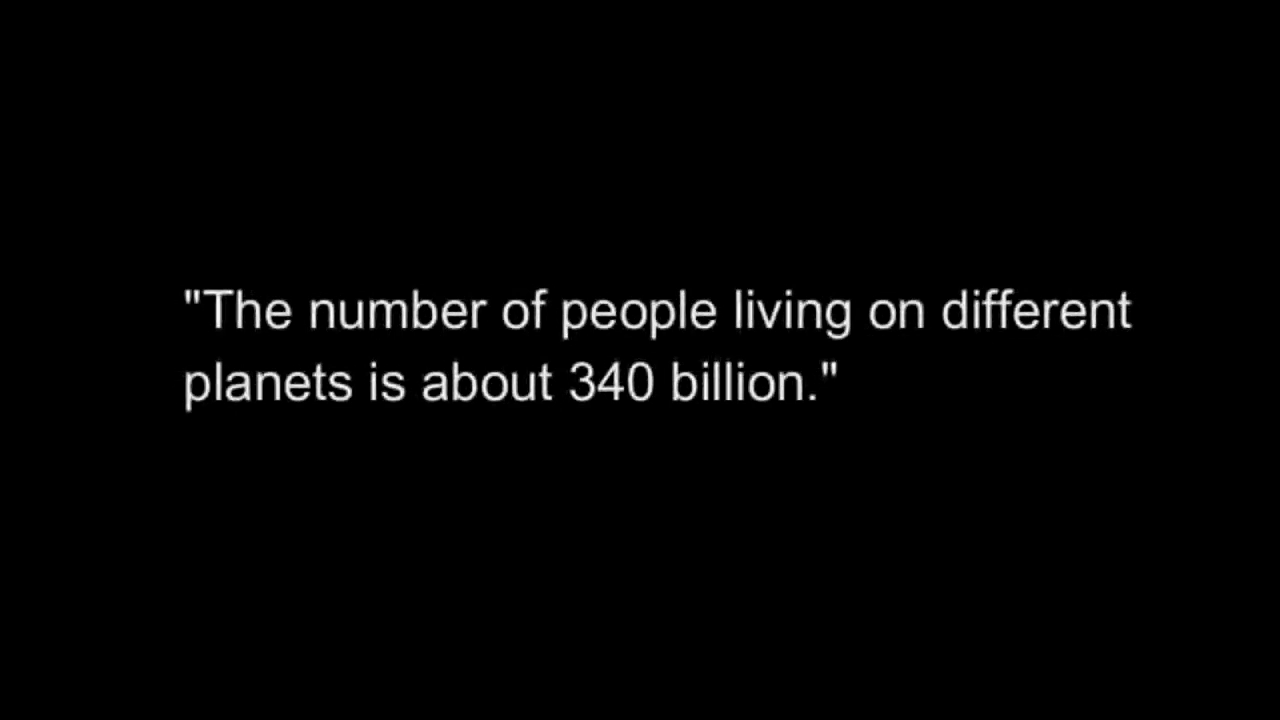 "The number of people living on different
planets is about 340 billion."